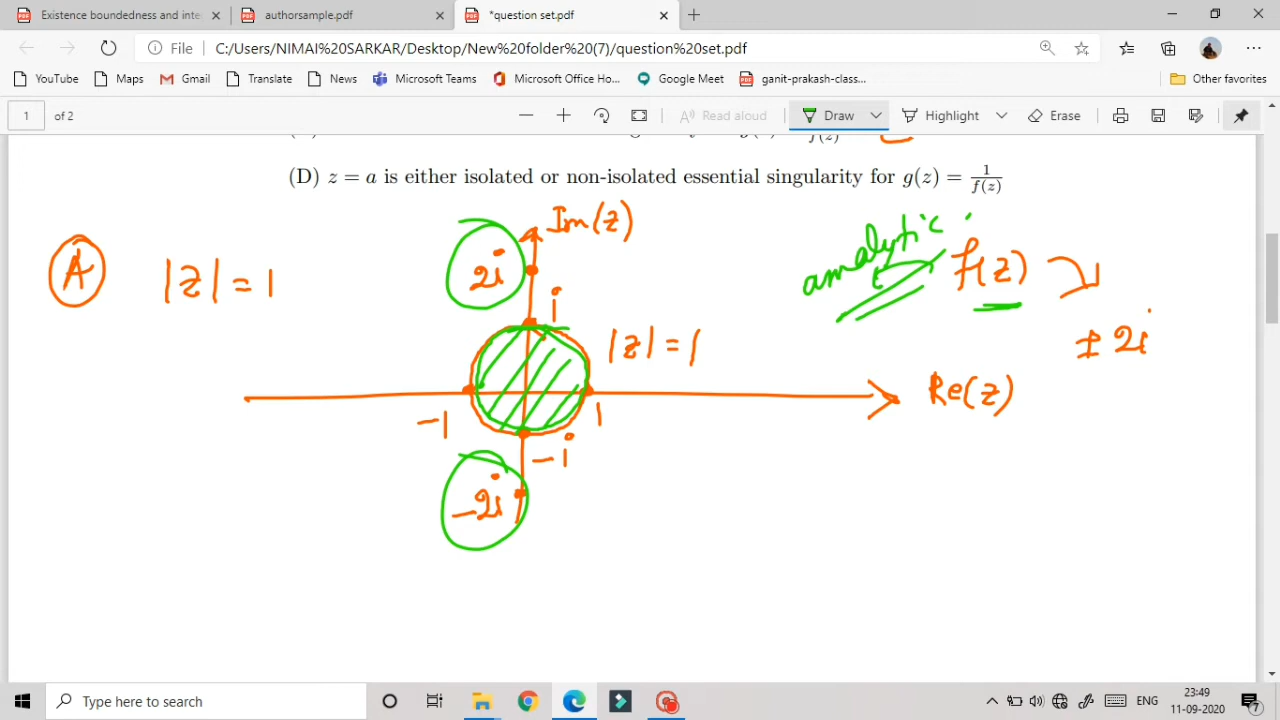 Existence boundedness and inte
authorsample.pdf
*question set.pdf
File
C:/Users/NIMAI%20SARKAR/Desktop/New%20folder%20(7)/question%20set.pdf
YouTube
Maps
Gmail
Translate
News
Microsoft Teams
Microsoft Office Ho...
Google Meet
ganit-prakash-class...
Other favorites
1 of 2
Read aloud
Draw
Highlight
Erase
(D) z = a is either isolated or non-isolated essential singularity for g(z) = 1/f(z)
A
|z| = 1
Im(z)
2i
i
|z| = 1
analytic
f(z)
± 2i
Re(z)
-1
1
-i
-2i
Type here to search
ENG
23:49
11-09-2020
7